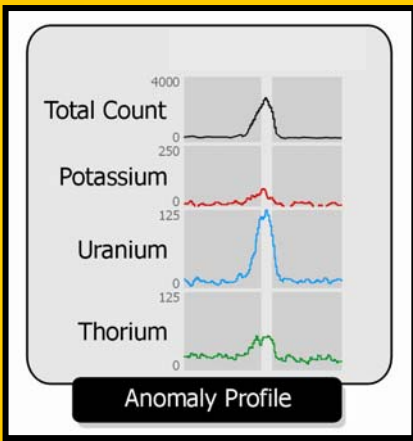 4000
Total Count
0
250
Potassium
0
125
Uranium
0
125
Thorium
0
Anomaly Profile